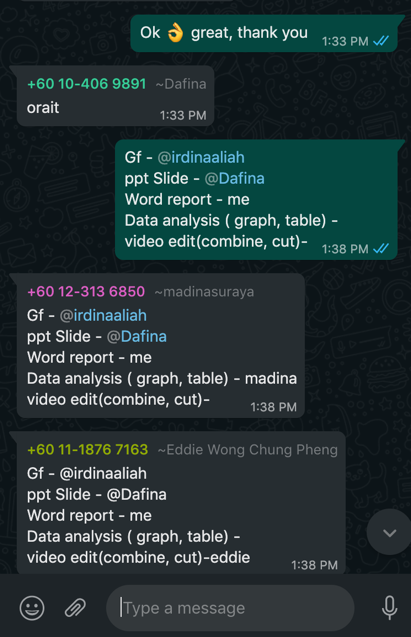 Ok 👌 great, thank you
1:33 PM
+60 10-406 9891 ~Dafina
orait
1:33 PM
Gf - @irdinaaliah
ppt Slide - @Dafina
Word report - me
Data analysis ( graph, table) -
video edit(combine, cut)-
1:38 PM
+60 12-313 6850 ~madinasuraya
Gf - @irdinaaliah
ppt Slide - @Dafina
Word report - me
Data analysis ( graph, table) - madina
video edit(combine, cut)-
1:38 PM
+60 11-1876 7163 ~Eddie Wong Chung Pheng
Gf - @irdinaaliah
ppt Slide - @Dafina
Word report - me
Data analysis ( graph, table) -
video edit(combine, cut)-eddie
1:38 PM
Type a message